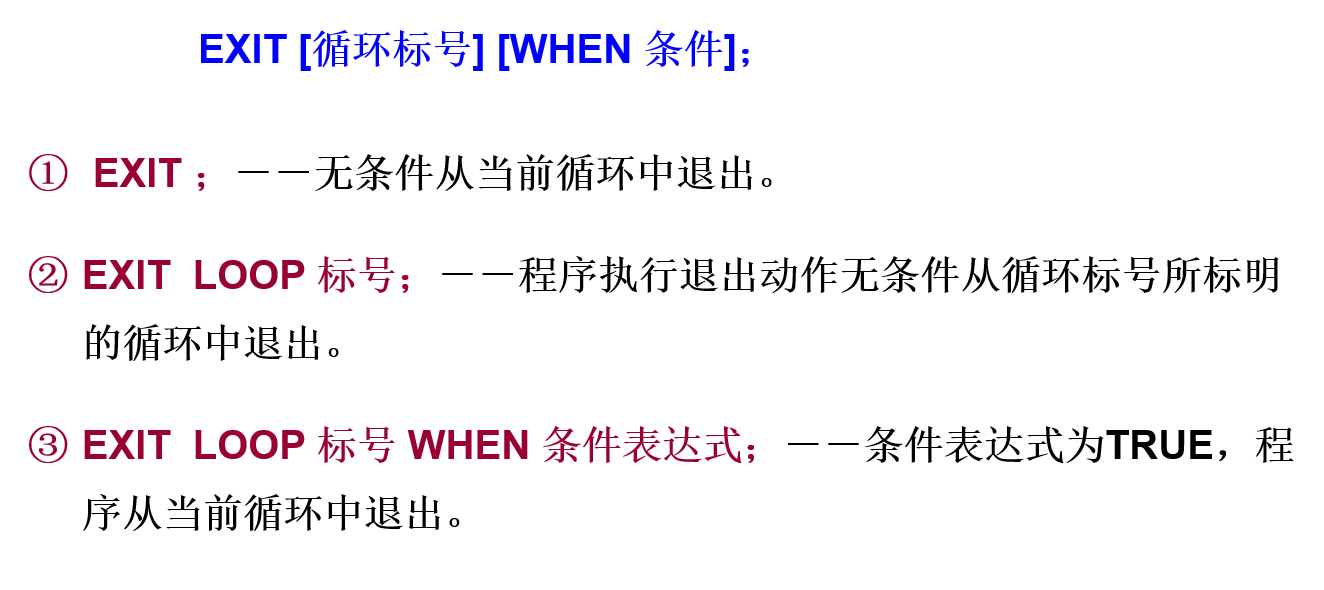 EXIT [循环标号] [WHEN 条件]；
① EXIT ；－－无条件从当前循环中退出。
② EXIT LOOP 标号；－－程序执行退出动作无条件从循环标号所标明
的循环中退出。
③ EXIT LOOP 标号 WHEN 条件表达式；－－条件表达式为TRUE，程
序从当前循环中退出。